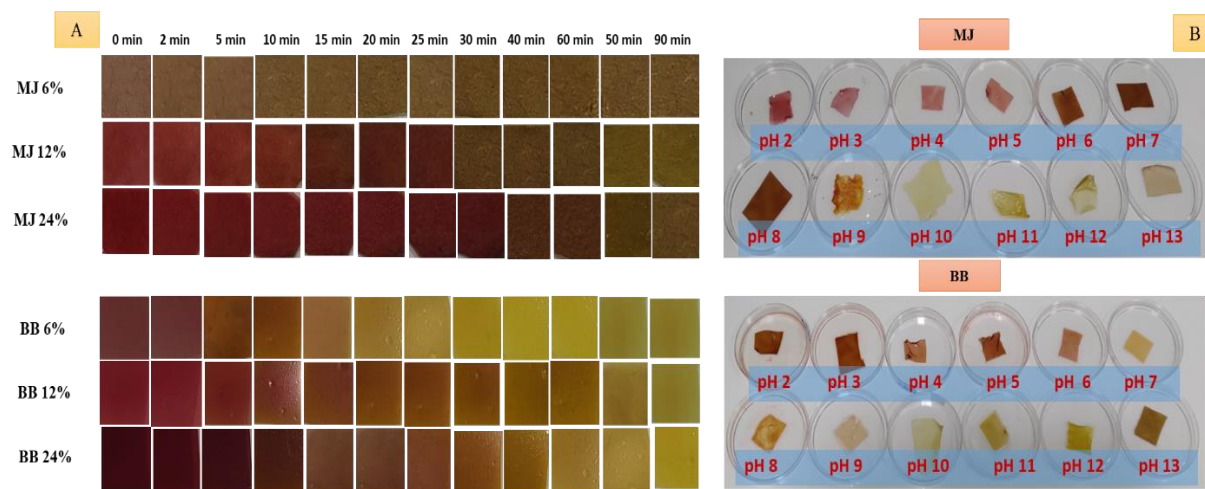 A
0 min 2 min 5 min 10 min 15 min 20 min 25 min 30 min 40 min 60 min 50 min 90 min
MJ 6%
MJ 12%
MJ 24%
BB 6%
BB 12%
BB 24%
MJ
B
pH 2 pH 3 pH 4 pH 5 pH 6 pH 7
pH 8 pH 9 pH 10 pH 11 pH 12 pH 13
BB
pH 2 pH 3 pH 4 pH 5 pH 6 pH 7
pH 8 pH 9 pH 10 pH 11 pH 12 pH 13